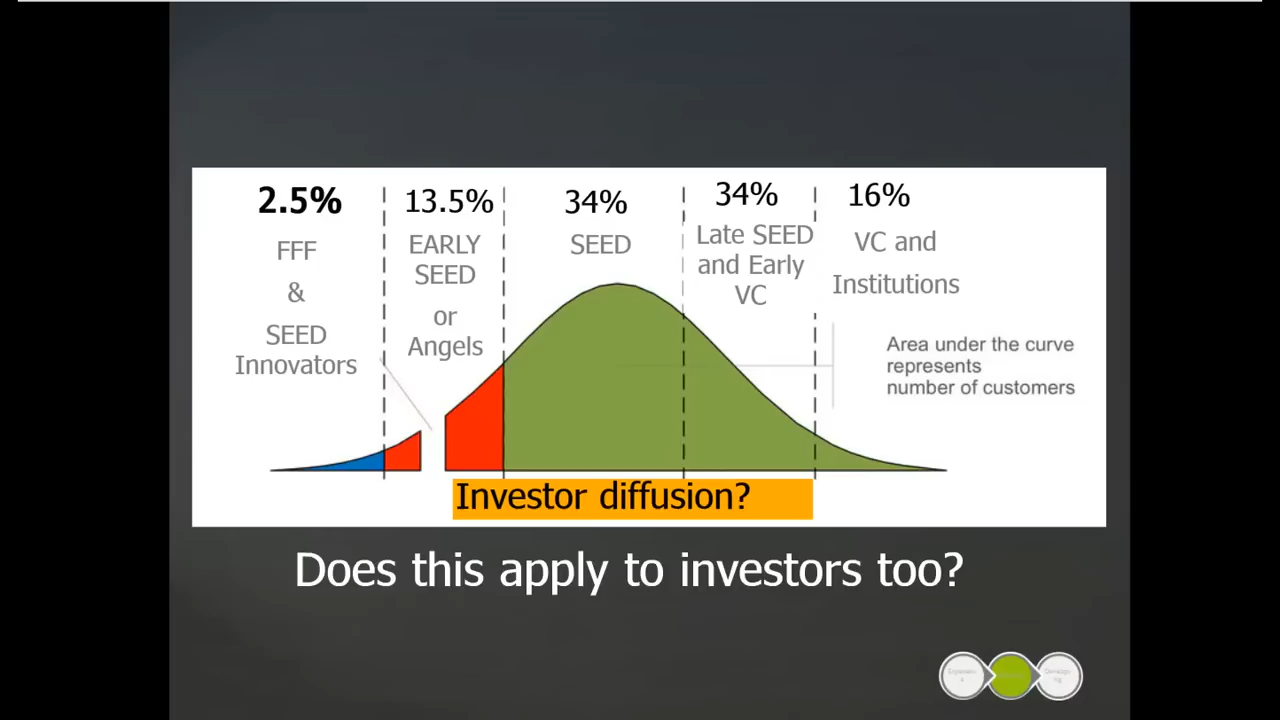 2.5%
FFF
&
SEED
Innovators
13.5%
EARLY
SEED
or
Angels
34%
SEED
34%
Late SEED
and Early
VC
16%
VC and
Institutions
Area under the curve
represents
number of customers
Investor diffusion?
Does this apply to investors too?